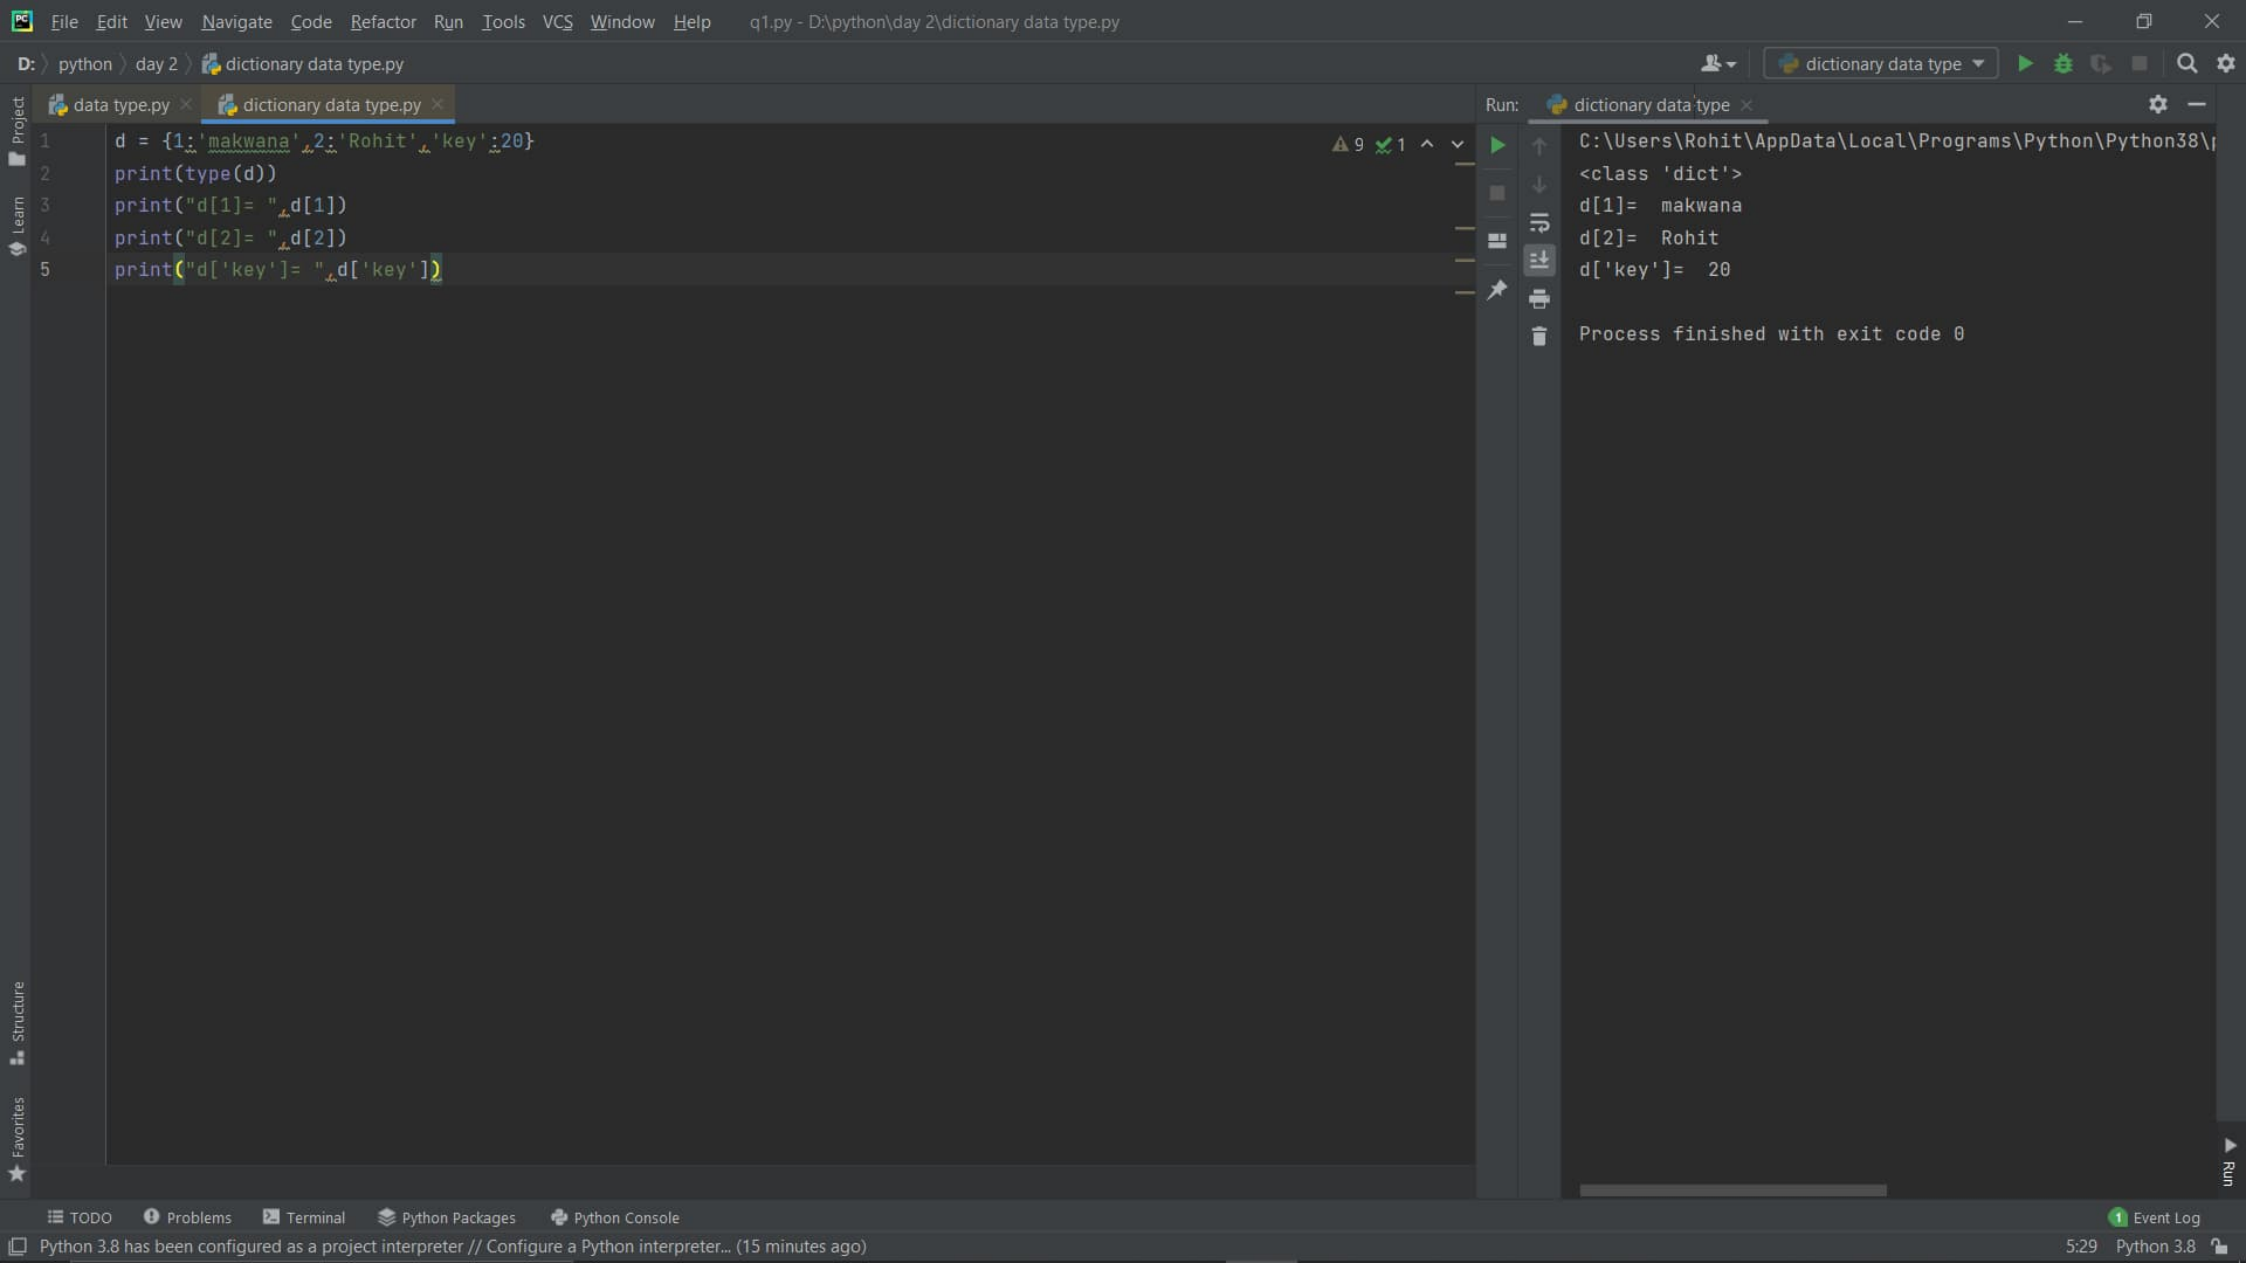 File Edit View Navigate Code Refactor Run Tools VCS Window Help q1.py - D:\python\day 2\dictionary data type.py
D: python day 2 dictionary data type.py dictionary data type
Project
Learn
Structure
Favorites
data type.py dictionary data type.py
1 d = {1:'makwana',2:'Rohit','key':20}
2 print(type(d))
3 print("d[1]= ",d[1])
4 print("d[2]= ",d[2])
5 print("d['key']= ",d['key'])
9 1
Run: dictionary data type
C:\Users\Rohit\AppData\Local\Programs\Python\Python38\
<class 'dict'>
d[1]=  makwana
d[2]=  Rohit
d['key']=  20
Process finished with exit code 0
Run
TODO Problems Terminal Python Packages Python Console 1 Event Log
Python 3.8 has been configured as a project interpreter // Configure a Python interpreter... (15 minutes ago) 5:29 Python 3.8